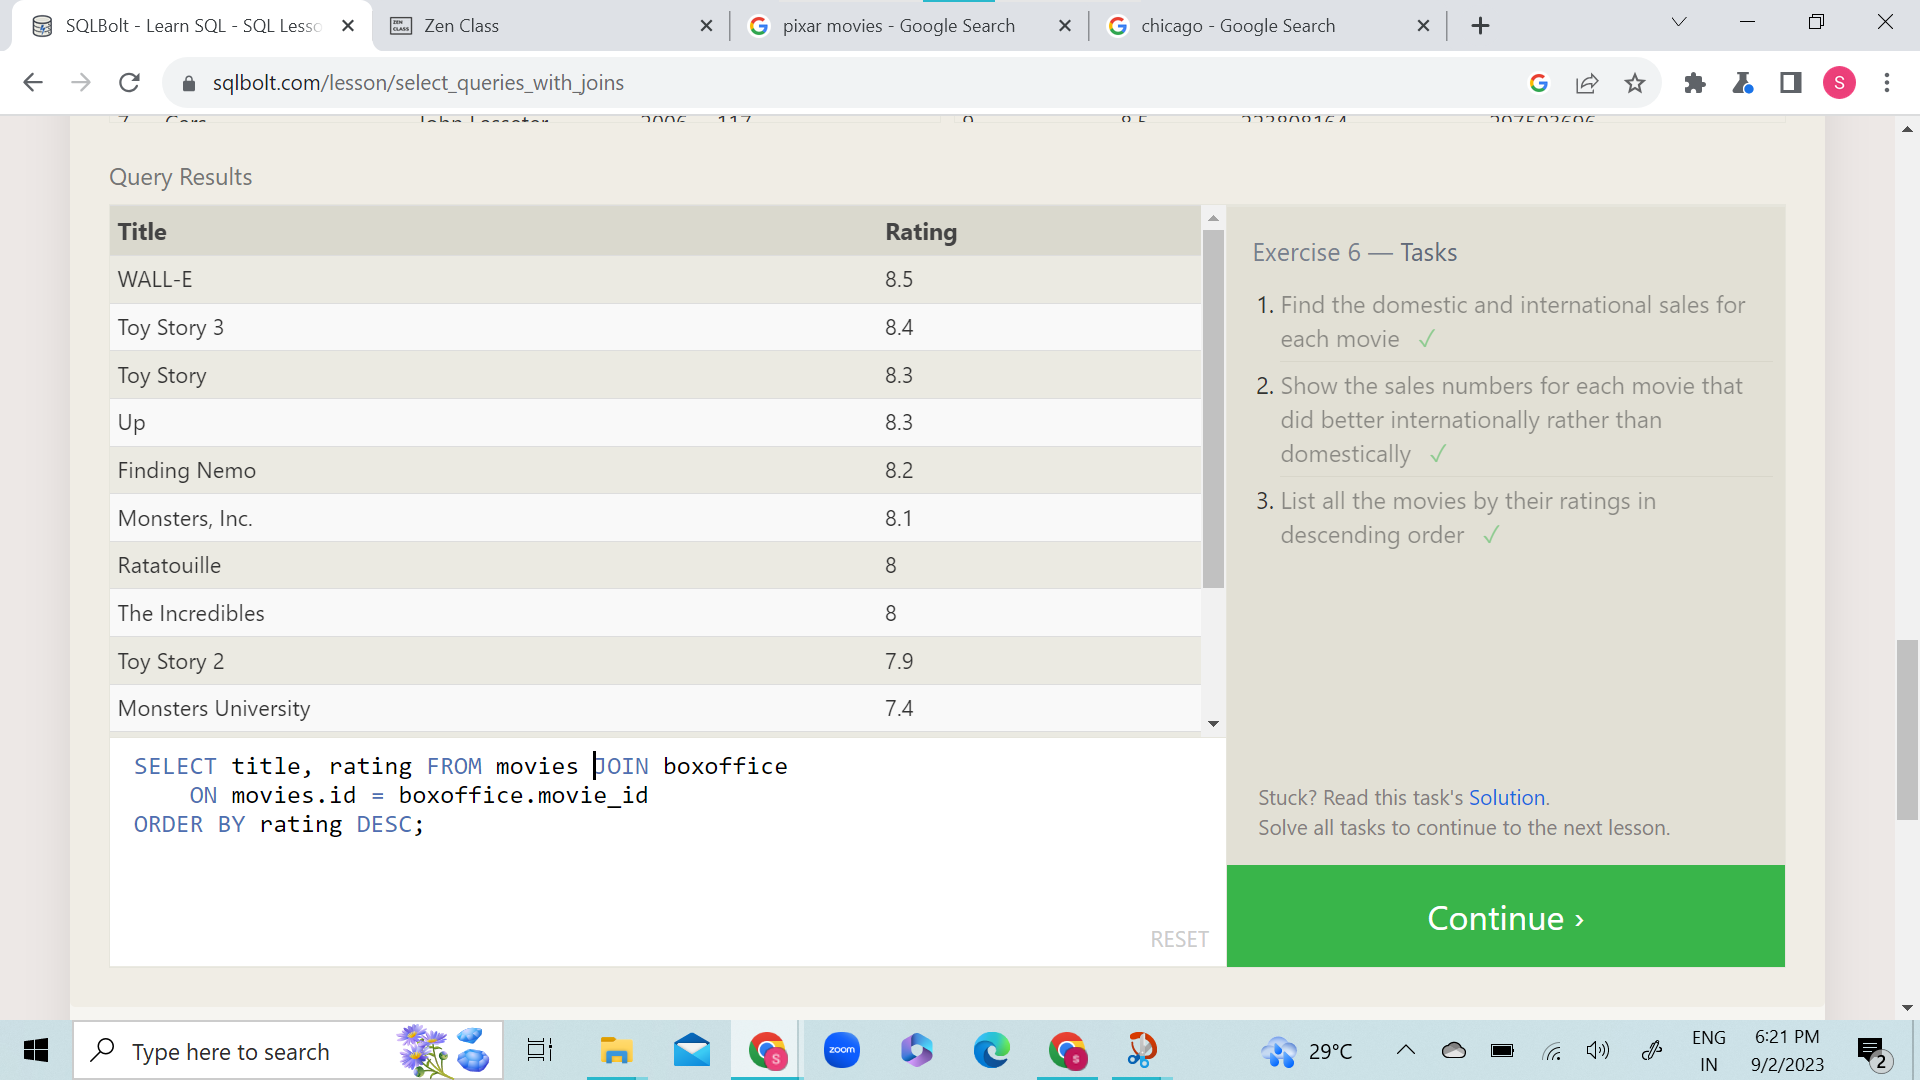 SQLBolt - Learn SQL - SQL Lesso
Zen Class
pixar movies - Google Search
chicago - Google Search
sqlbolt.com/lesson/select_queries_with_joins
S
Query Results
Title Rating
WALL-E 8.5
Toy Story 3 8.4
Toy Story 8.3
Up 8.3
Finding Nemo 8.2
Monsters, Inc. 8.1
Ratatouille 8
The Incredibles 8
Toy Story 2 7.9
Monsters University 7.4
Exercise 6 — Tasks
1. Find the domestic and international sales for
each movie ✓
2. Show the sales numbers for each movie that
did better internationally rather than
domestically ✓
3. List all the movies by their ratings in
descending order ✓
SELECT title, rating FROM movies JOIN boxoffice
ON movies.id = boxoffice.movie_id
ORDER BY rating DESC;
RESET
Stuck? Read this task's Solution.
Solve all tasks to continue to the next lesson.
Continue ›
Type here to search
zoom
29°C
ENG
IN
6:21 PM
9/2/2023
2